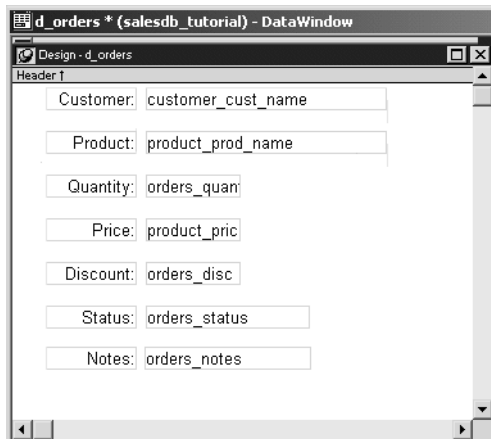 d_orders * (salesdb_tutorial) - DataWindow
Design - d_orders
Header ↑
Customer: customer_cust_name
Product: product_prod_name
Quantity: orders_quan
Price: product_pric
Discount: orders_disc
Status: orders_status
Notes: orders_notes